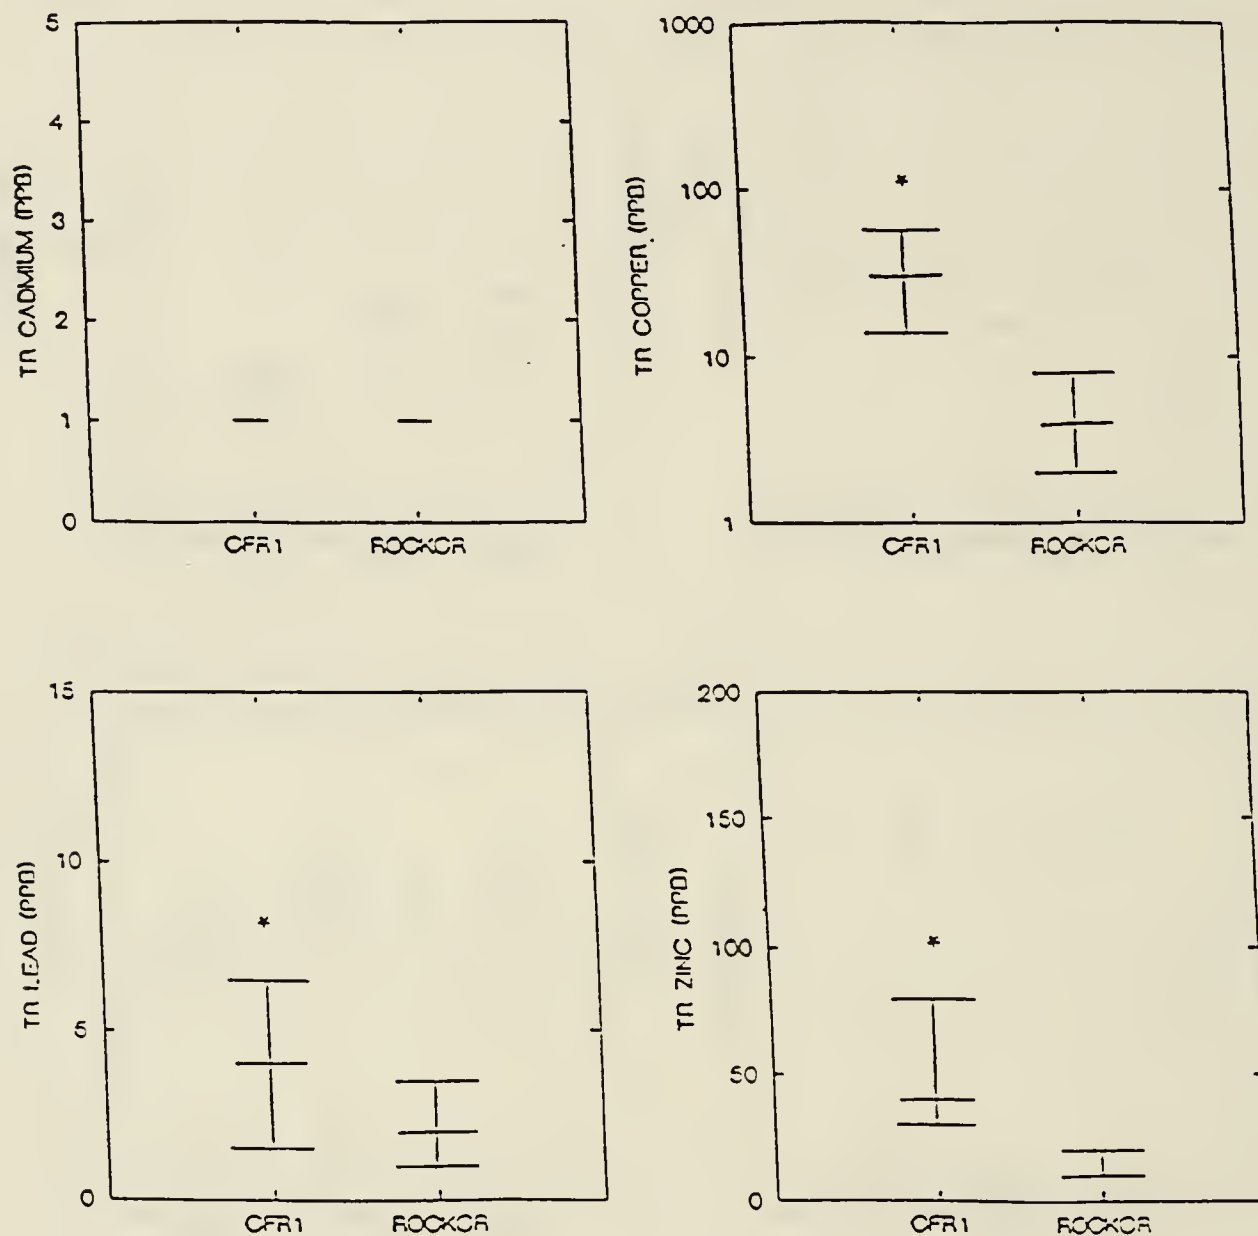 TR CADMIUM (PPB)
5
4
3
2
1
0
CFR1 ROCKCR
TR COPPER (PPB)
1000
100
10
1
CFR1 ROCKCR
TR LEAD (PPB)
15
10
5
0
CFR1 ROCKCR
TR ZINC (PPB)
200
150
100
50
0
CFR1 ROCKCR